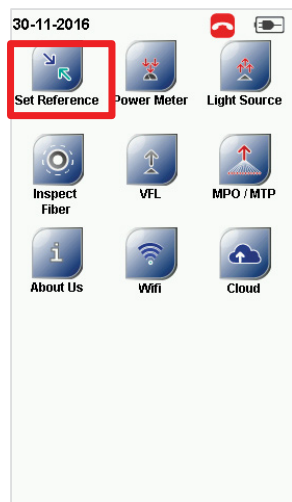 30-11-2016
Set Reference Power Meter Light Source
Inspect Fiber VFL MPO / MTP
About Us Wifi Cloud